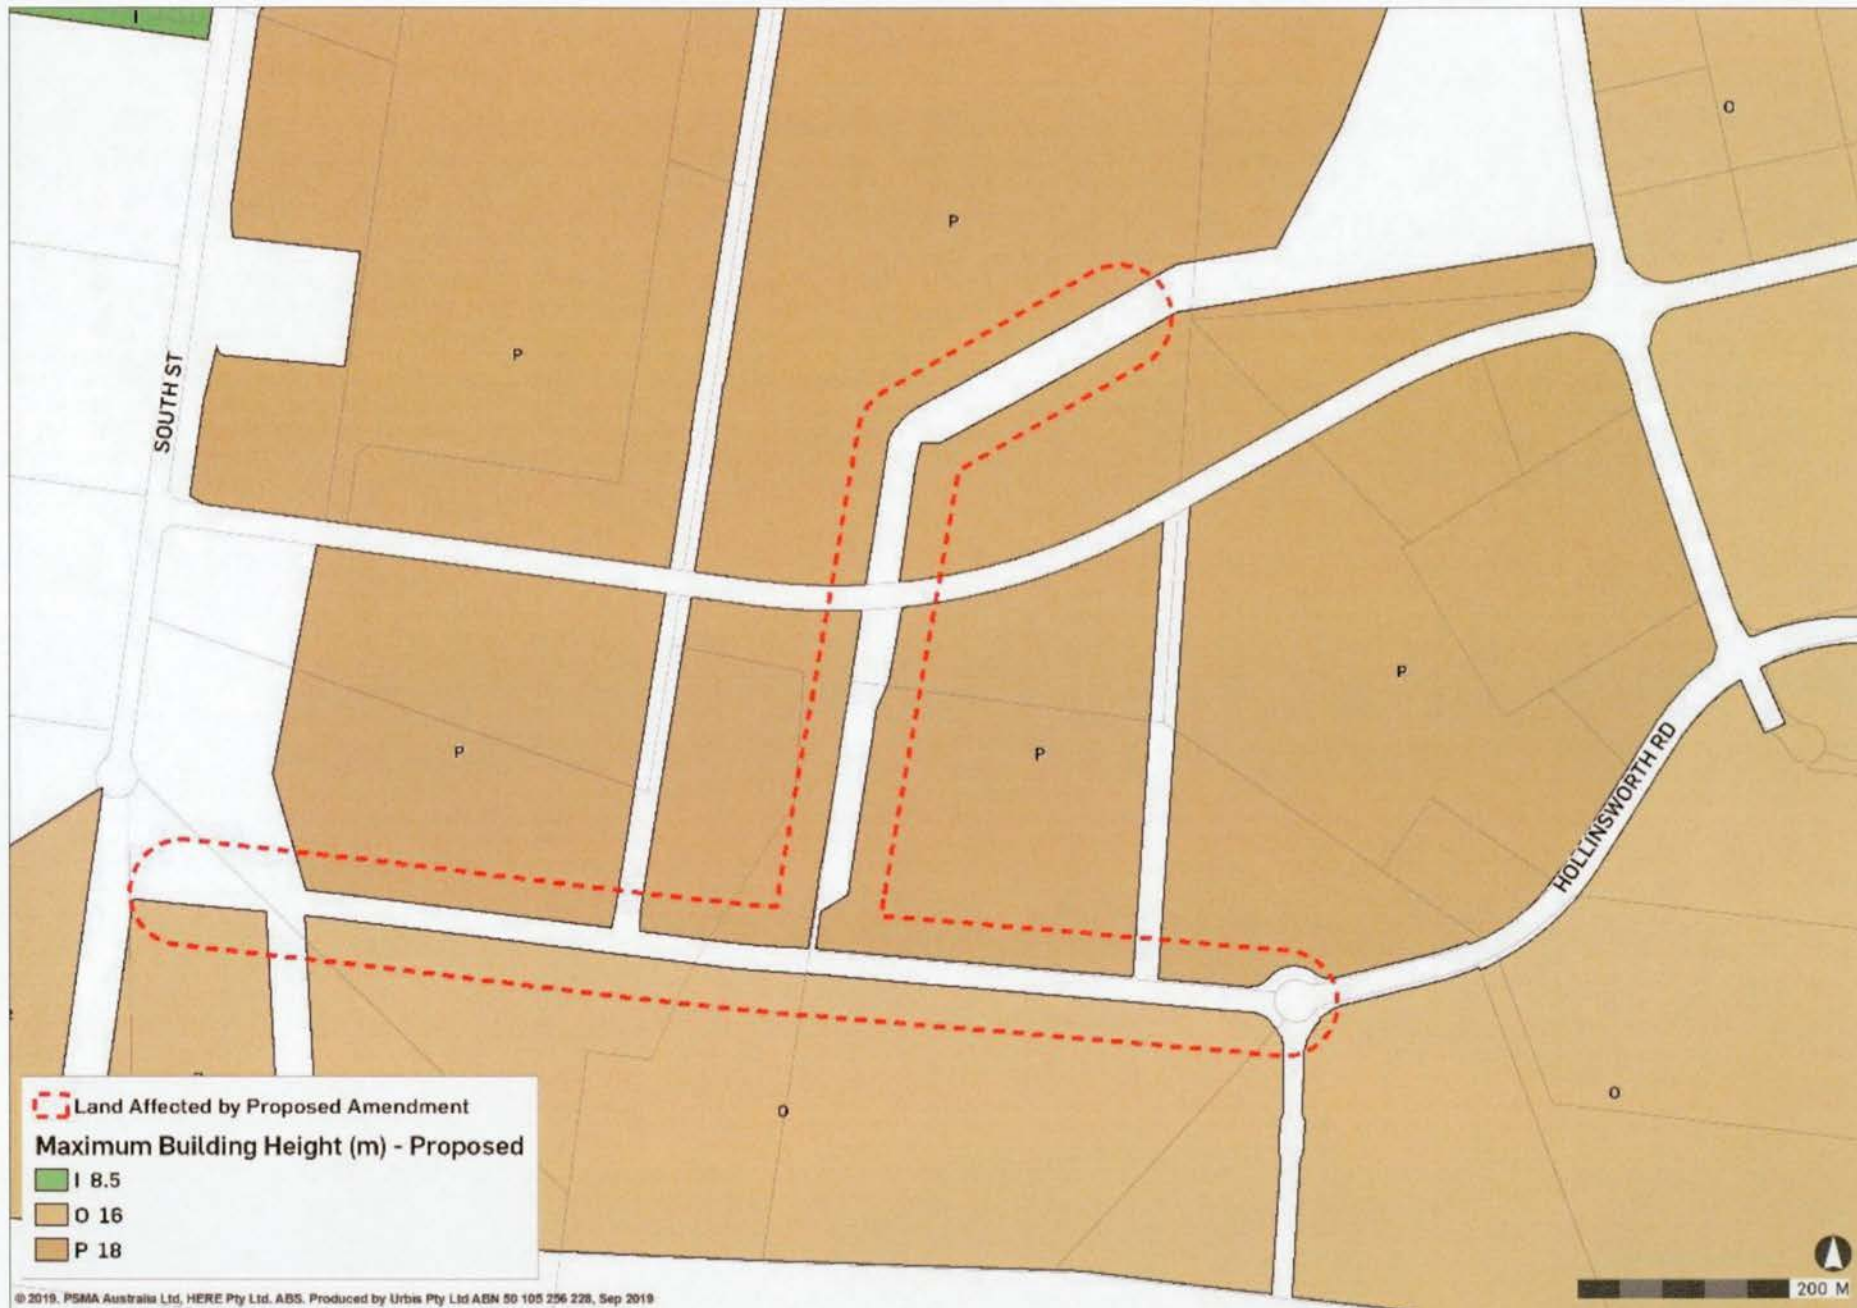 I
O
P
P
SOUTH ST
P
P
P
HOLLINSWORTH RD
O
O
Land Affected by Proposed Amendment
Maximum Building Height (m) - Proposed
I 8.5
O 16
P 18
200 M
© 2019. PSMA Australia Ltd, HERE Pty Ltd. ABS. Produced by Urbis Pty Ltd ABN 50 105 256 228, Sep 2019